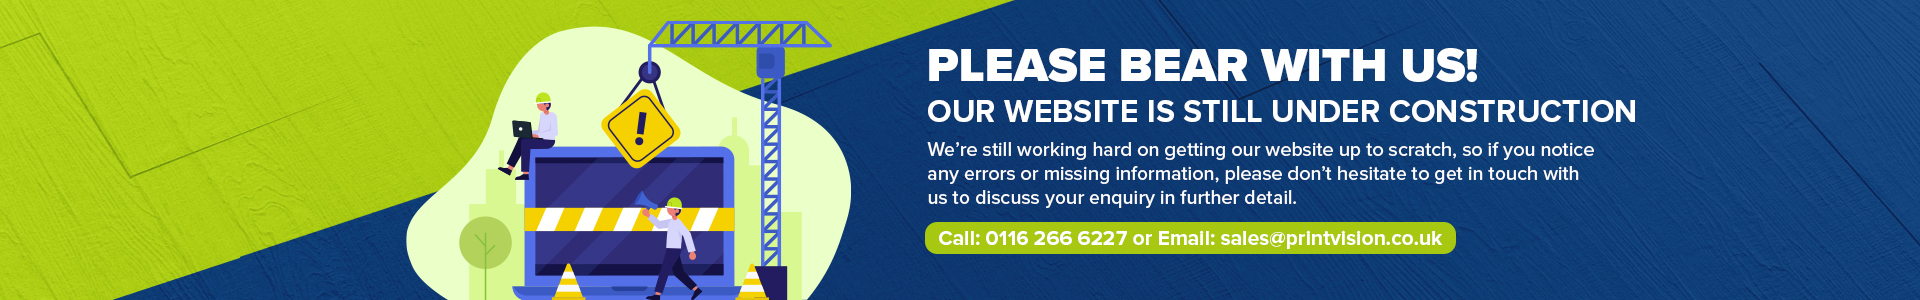 PLEASE BEAR WITH US!
OUR WEBSITE IS STILL UNDER CONSTRUCTION
We’re still working hard on getting our website up to scratch, so if you notice
any errors or missing information, please don’t hesitate to get in touch with
us to discuss your enquiry in further detail.
Call: 0116 266 6227 or Email: sales@printvision.co.uk
!